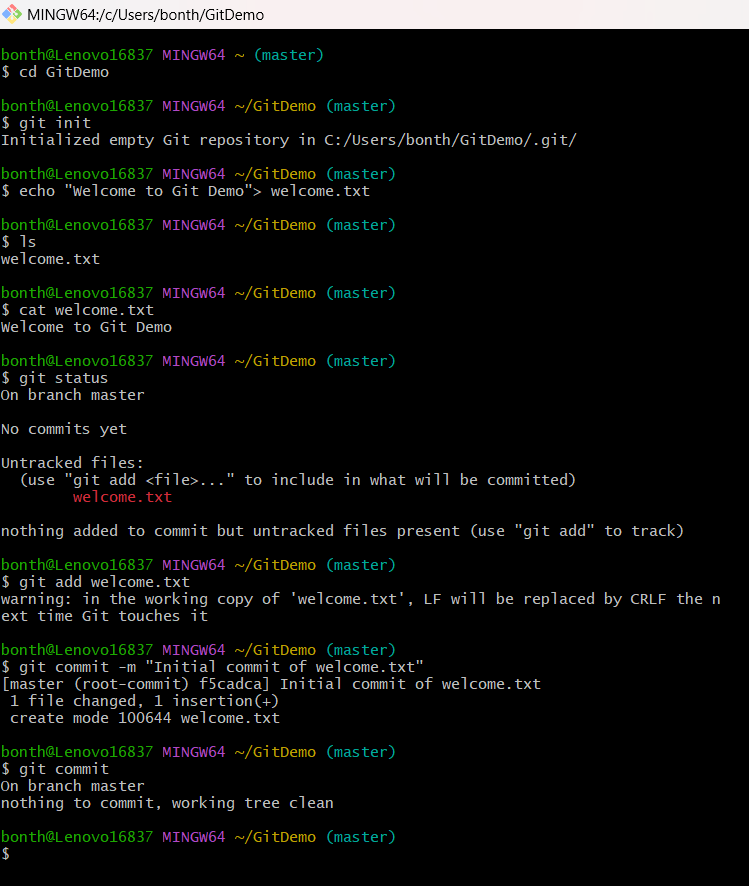 MINGW64:/c/Users/bonth/GitDemo
bonth@Lenovo16837 MINGW64 ~ (master)
$ cd GitDemo
bonth@Lenovo16837 MINGW64 ~/GitDemo (master)
$ git init
Initialized empty Git repository in C:/Users/bonth/GitDemo/.git/
bonth@Lenovo16837 MINGW64 ~/GitDemo (master)
$ echo "Welcome to Git Demo"> welcome.txt
bonth@Lenovo16837 MINGW64 ~/GitDemo (master)
$ ls
welcome.txt
bonth@Lenovo16837 MINGW64 ~/GitDemo (master)
$ cat welcome.txt
Welcome to Git Demo
bonth@Lenovo16837 MINGW64 ~/GitDemo (master)
$ git status
On branch master
No commits yet
Untracked files:
  (use "git add <file>..." to include in what will be committed)
        welcome.txt
nothing added to commit but untracked files present (use "git add" to track)
bonth@Lenovo16837 MINGW64 ~/GitDemo (master)
$ git add welcome.txt
warning: in the working copy of 'welcome.txt', LF will be replaced by CRLF the n
ext time Git touches it
bonth@Lenovo16837 MINGW64 ~/GitDemo (master)
$ git commit -m "Initial commit of welcome.txt"
[master (root-commit) f5cadca] Initial commit of welcome.txt
 1 file changed, 1 insertion(+)
 create mode 100644 welcome.txt
bonth@Lenovo16837 MINGW64 ~/GitDemo (master)
$ git commit
On branch master
nothing to commit, working tree clean
bonth@Lenovo16837 MINGW64 ~/GitDemo (master)
$